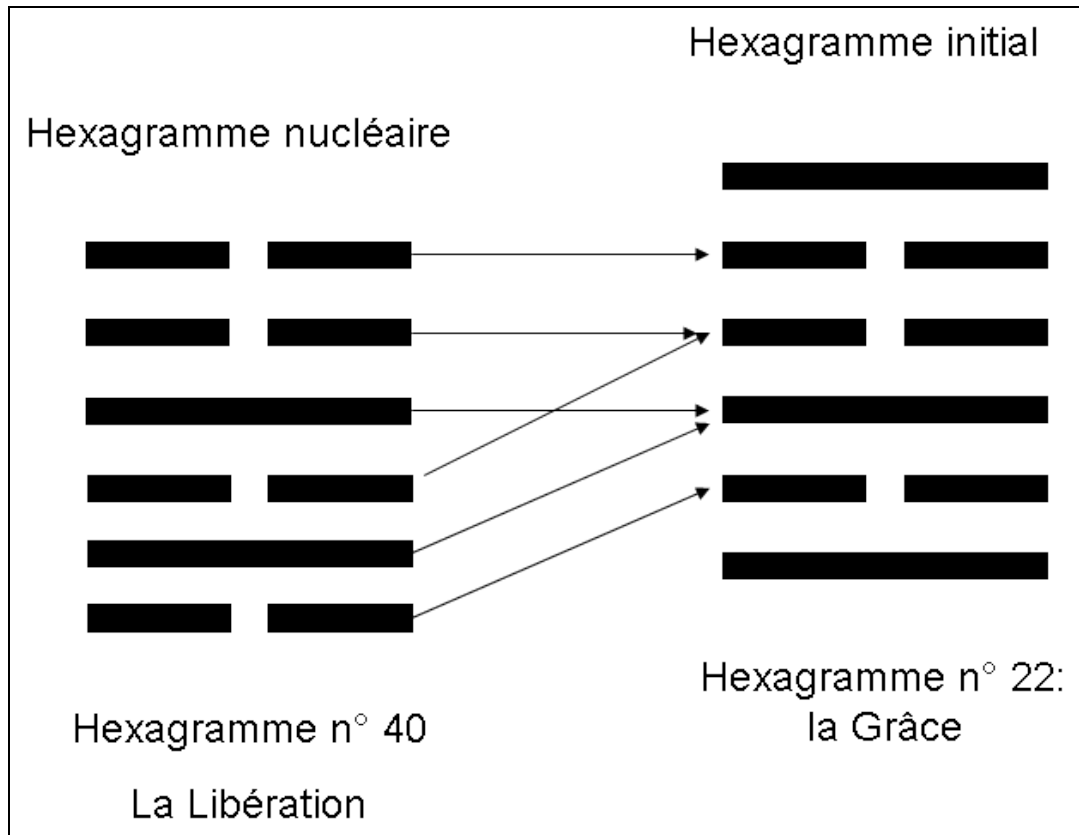 Hexagramme initial
Hexagramme nucléaire
Hexagramme n° 40
La Libération
Hexagramme n° 22:
la Grâce